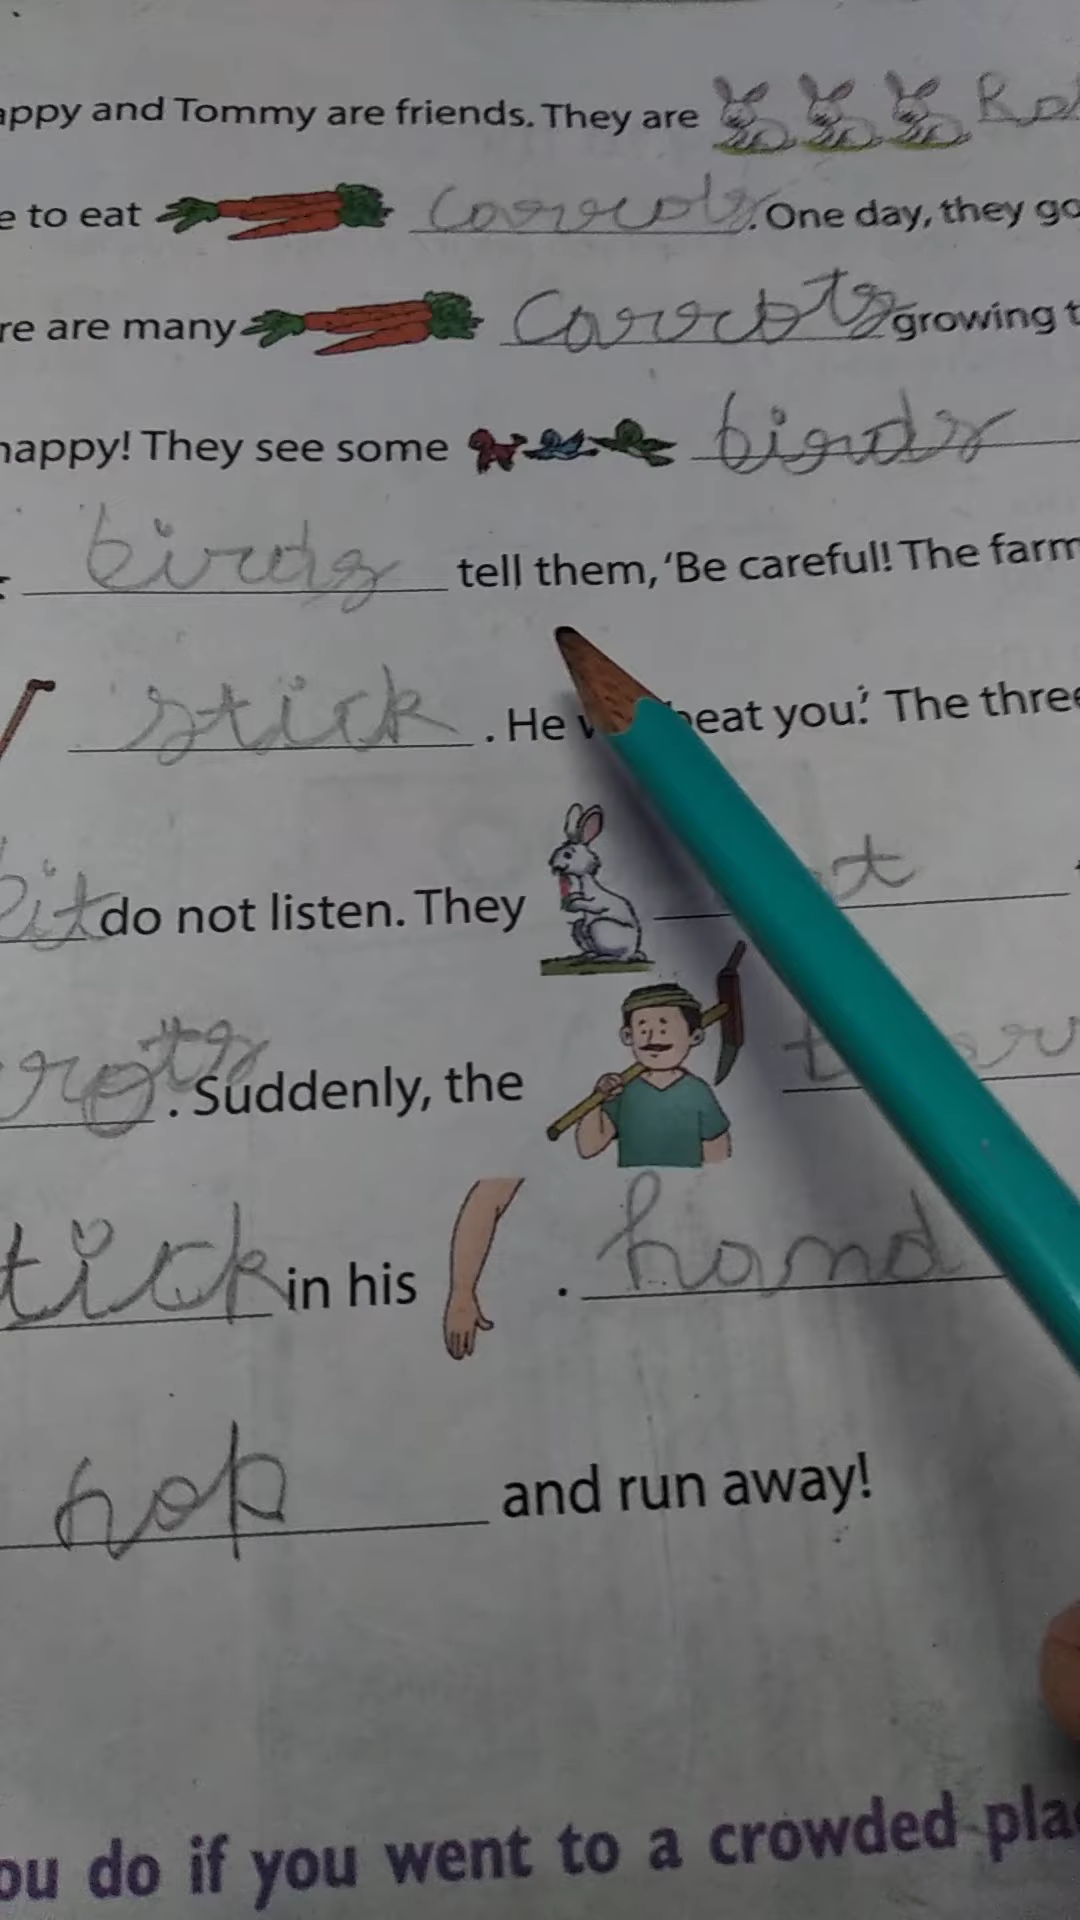 appy and Tommy are friends. They are
e to eat carrots. One day, they go
re are many Carrots growing t
happy! They see some birds
birds tell them, ‘Be careful! The farm
stick. He beat you.’ The three
do not listen. They
rots. Suddenly, the
tick in his . hand
hop and run away!
ou do if you went to a crowded pla